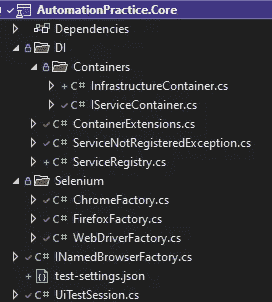 AutomationPractice.Core
Dependencies
DI
Containers
C# InfrastructureContainer.cs
C# IServiceContainer.cs
C# ContainerExtensions.cs
C# ServiceNotRegisteredException.cs
C# ServiceRegistry.cs
Selenium
C# ChromeFactory.cs
C# FirefoxFactory.cs
C# WebDriverFactory.cs
C# INamedBrowserFactory.cs
test-settings.json
C# UiTestSession.cs